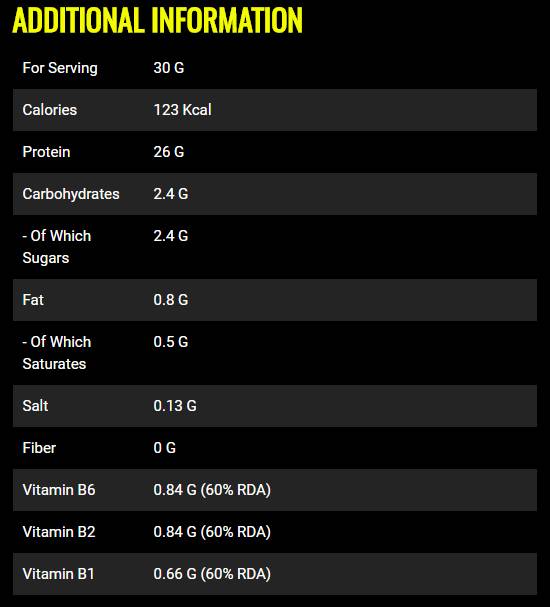 ADDITIONAL INFORMATION
For Serving 30 G
Calories 123 Kcal
Protein 26 G
Carbohydrates 2.4 G
- Of Which 2.4 G
Sugars
Fat 0.8 G
- Of Which 0.5 G
Saturates
Salt 0.13 G
Fiber 0 G
Vitamin B6 0.84 G (60% RDA)
Vitamin B2 0.84 G (60% RDA)
Vitamin B1 0.66 G (60% RDA)